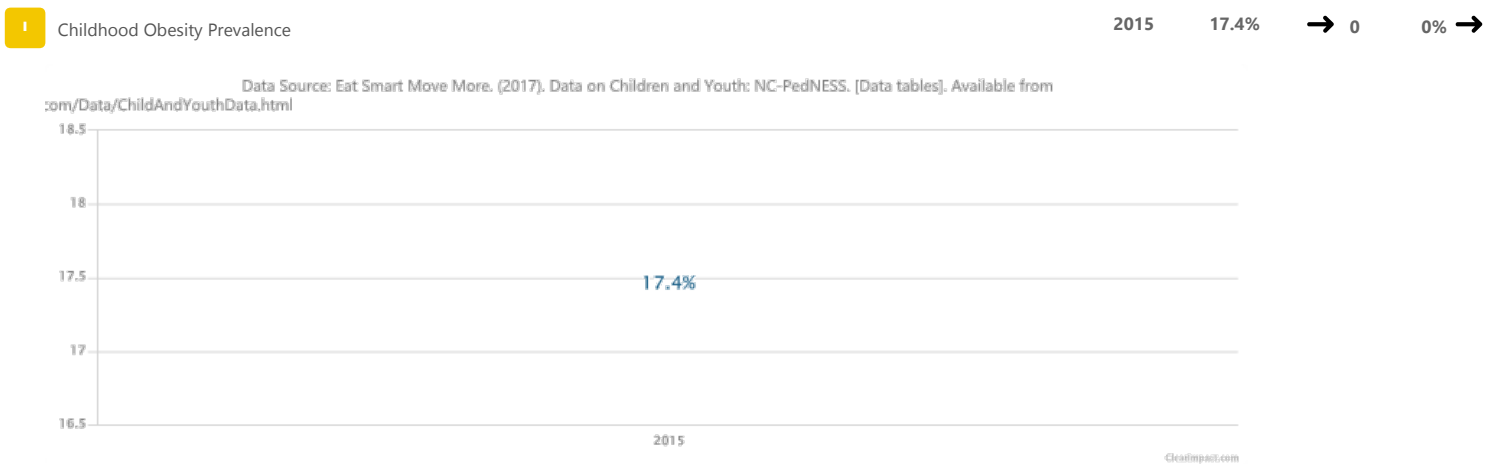 I
Childhood Obesity Prevalence
2015 17.4% → 0 0% →
Data Source: Eat Smart Move More. (2017). Data on Children and Youth: NC-PedNESS. [Data tables]. Available from
:om/Data/ChildAndYouthData.html
18.5
18
17.5
17.4%
17
16.5
2015
ClearImpact.com